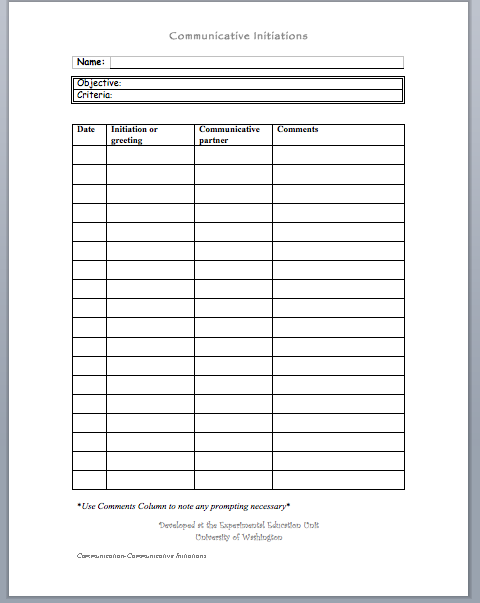 Communicative Initiations
Name:
Objective:
Criteria:
Date Initiation or greeting Communicative partner Comments
*Use Comments Column to note any prompting necessary*
Developed at the Experimental Education Unit
University of Washington
Communication-Communicative Initiations